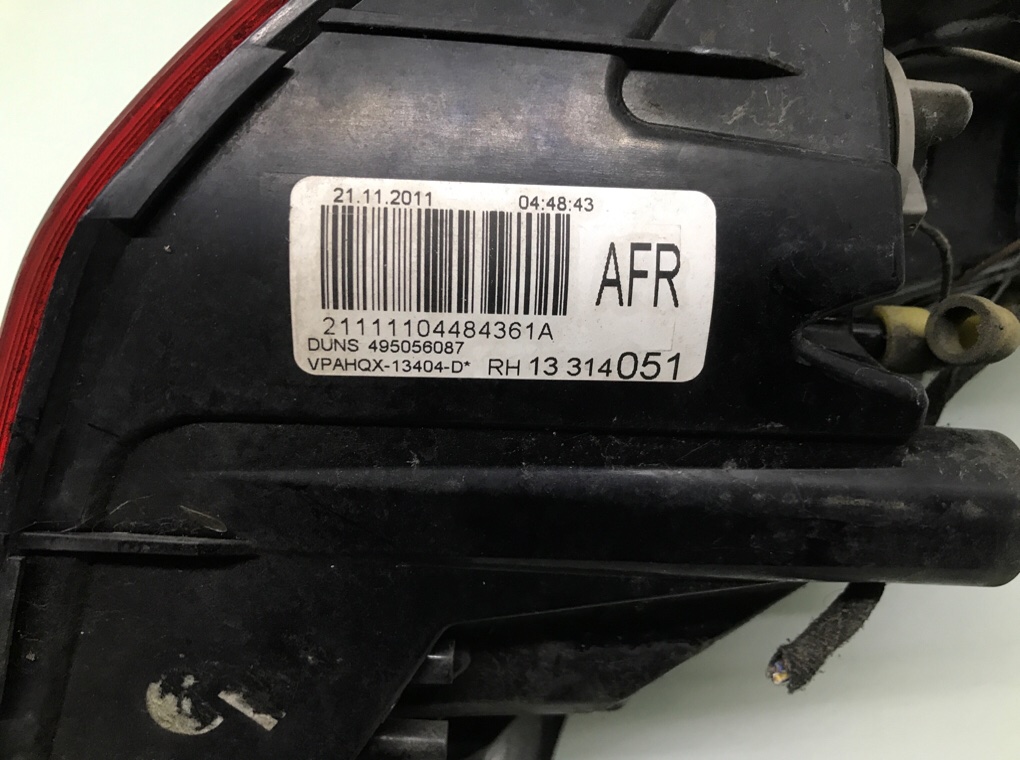 21.11.2011 04:48:43
AFR
21111104484361A
DUNS 495056087
VPAHQX-13404-D* RH 13 314051